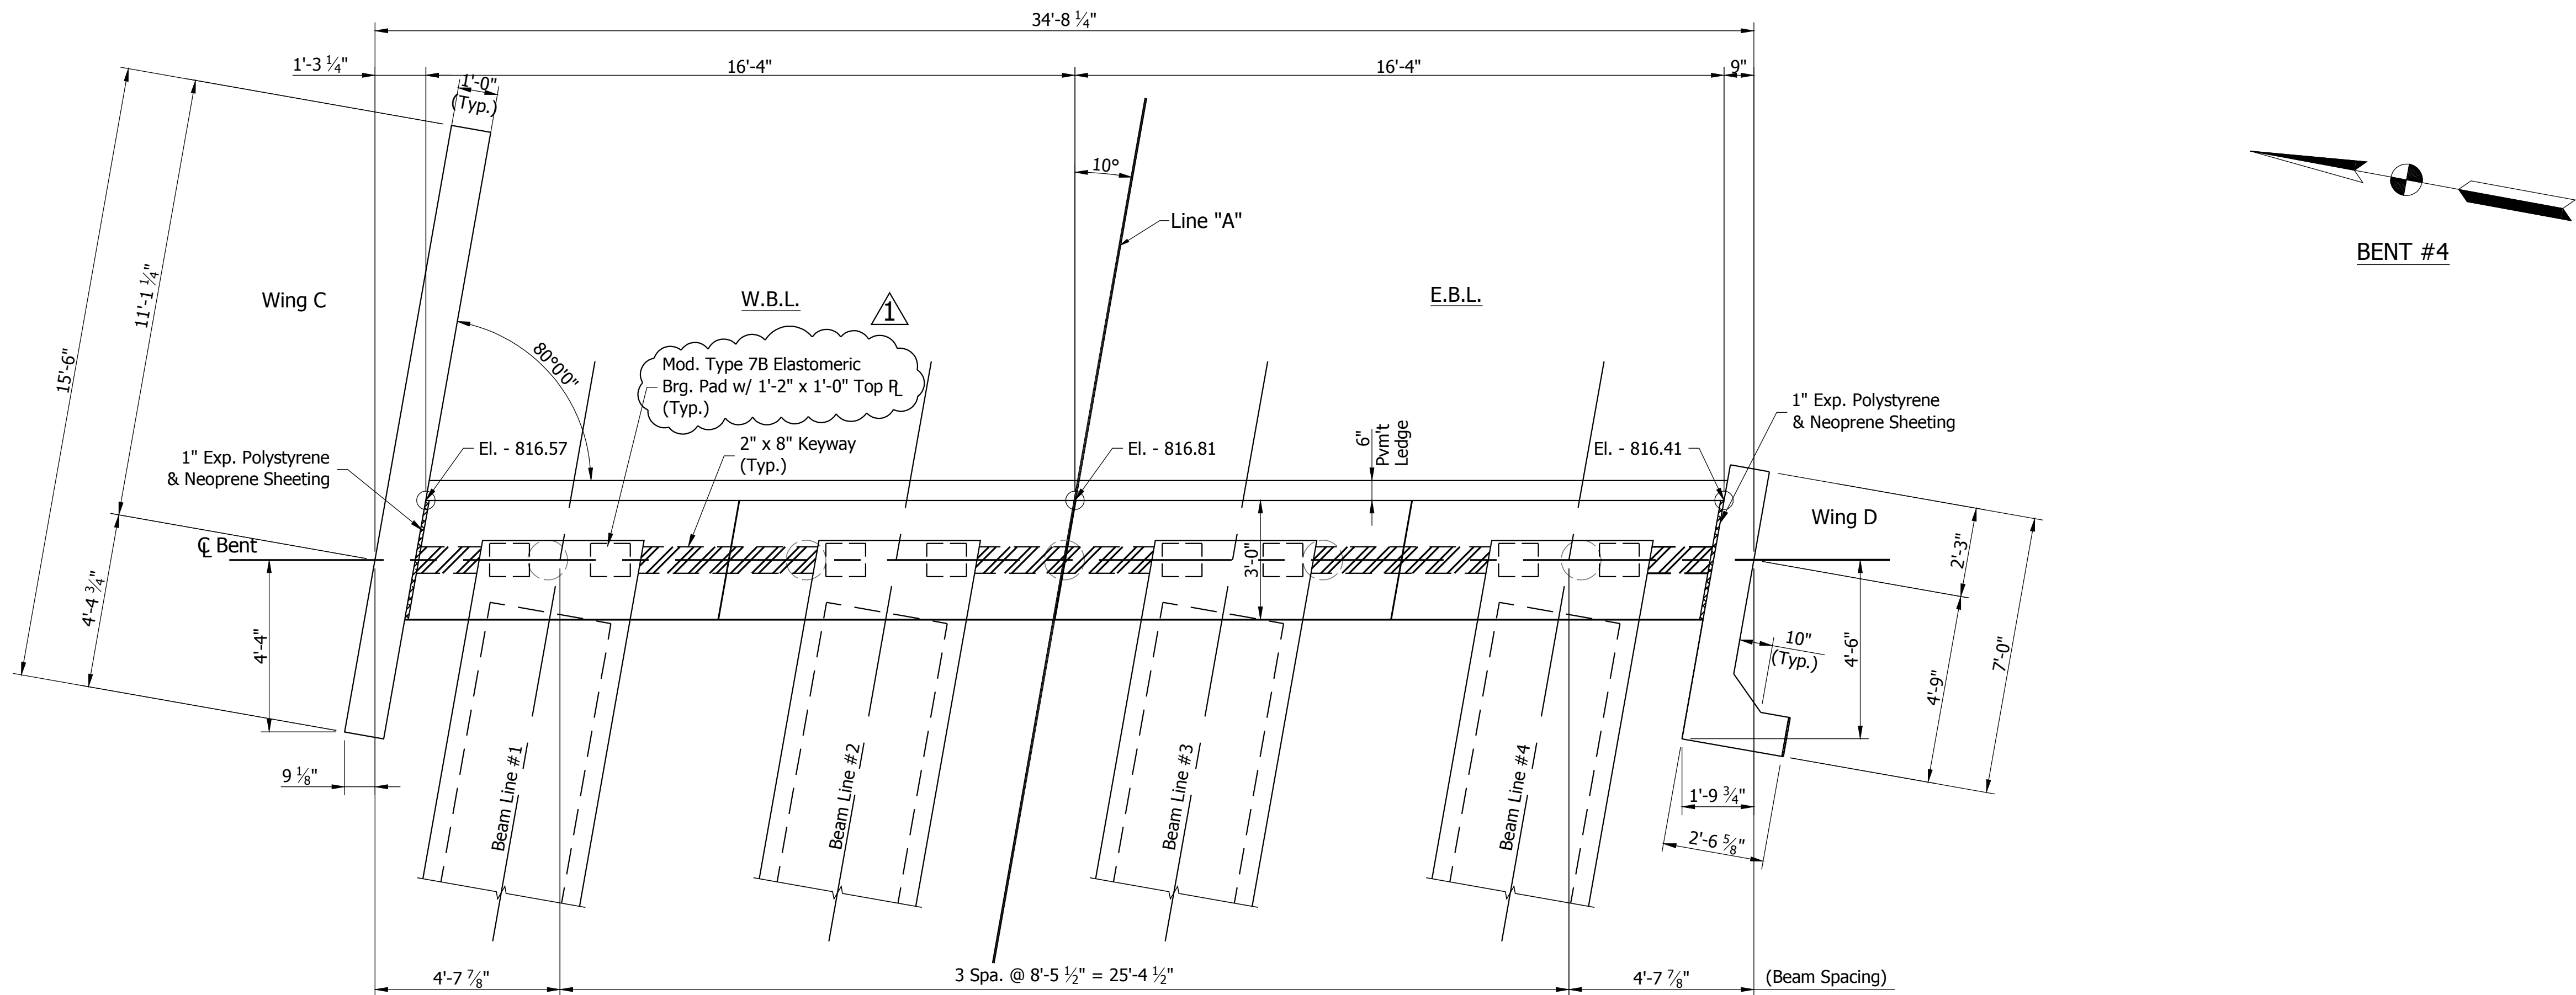 34'-8 ¼"
1'-3 ¼"
16'-4"
16'-4"
9"
1'-0"
(Typ.)
10°
Line "A"
BENT #4
15'-6"
11'-1 ¼"
Wing C
W.B.L.
1
E.B.L.
80°0'0"
Mod. Type 7B Elastomeric
Brg. Pad w/ 1'-2" x 1'-0" Top PL
(Typ.)
1" Exp. Polystyrene
& Neoprene Sheeting
El. - 816.57
2" x 8" Keyway
(Typ.)
El. - 816.81
6"
Pvm't
Ledge
El. - 816.41
1" Exp. Polystyrene
& Neoprene Sheeting
Wing D
CL Bent
4'-4 ¾"
4'-4"
3'-0"
2'-3"
10"
(Typ.)
4'-6"
4'-9"
7'-0"
9 ⅛"
Beam Line #1
Beam Line #2
Beam Line #3
Beam Line #4
1'-9 ¾"
2'-6 ⅝"
4'-7 ⅞"
3 Spa. @ 8'-5 ½" = 25'-4 ½"
4'-7 ⅞"
(Beam Spacing)